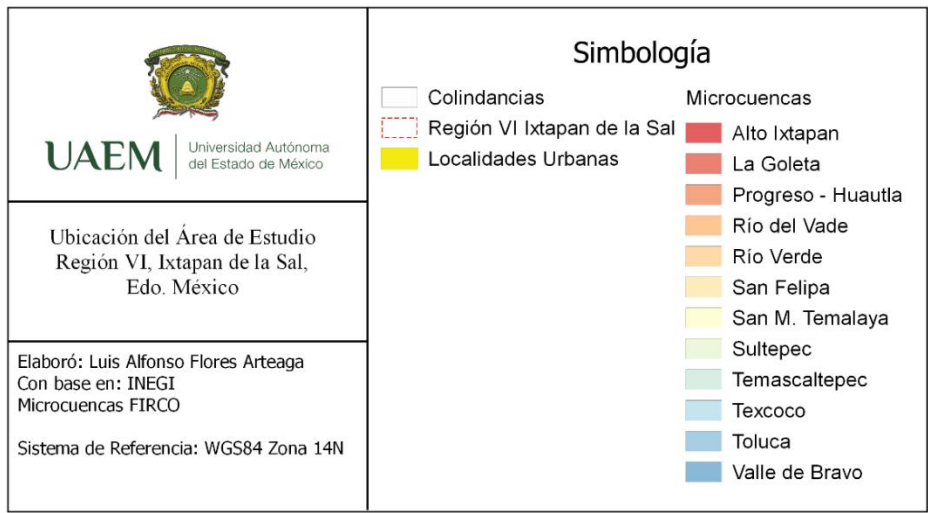 UAEM
Universidad Autónoma
del Estado de México
Ubicación del Área de Estudio
Región VI, Ixtapan de la Sal,
Edo. México
Elaboró: Luis Alfonso Flores Arteaga
Con base en: INEGI
Microcuencas FIRCO
Sistema de Referencia: WGS84 Zona 14N
Simbología
Colindancias
Región VI Ixtapan de la Sal
Localidades Urbanas
Microcuencas
Alto Ixtapan
La Goleta
Progreso - Huautla
Río del Vade
Río Verde
San Felipa
San M. Temalaya
Sultepec
Temascaltepec
Texcoco
Toluca
Valle de Bravo